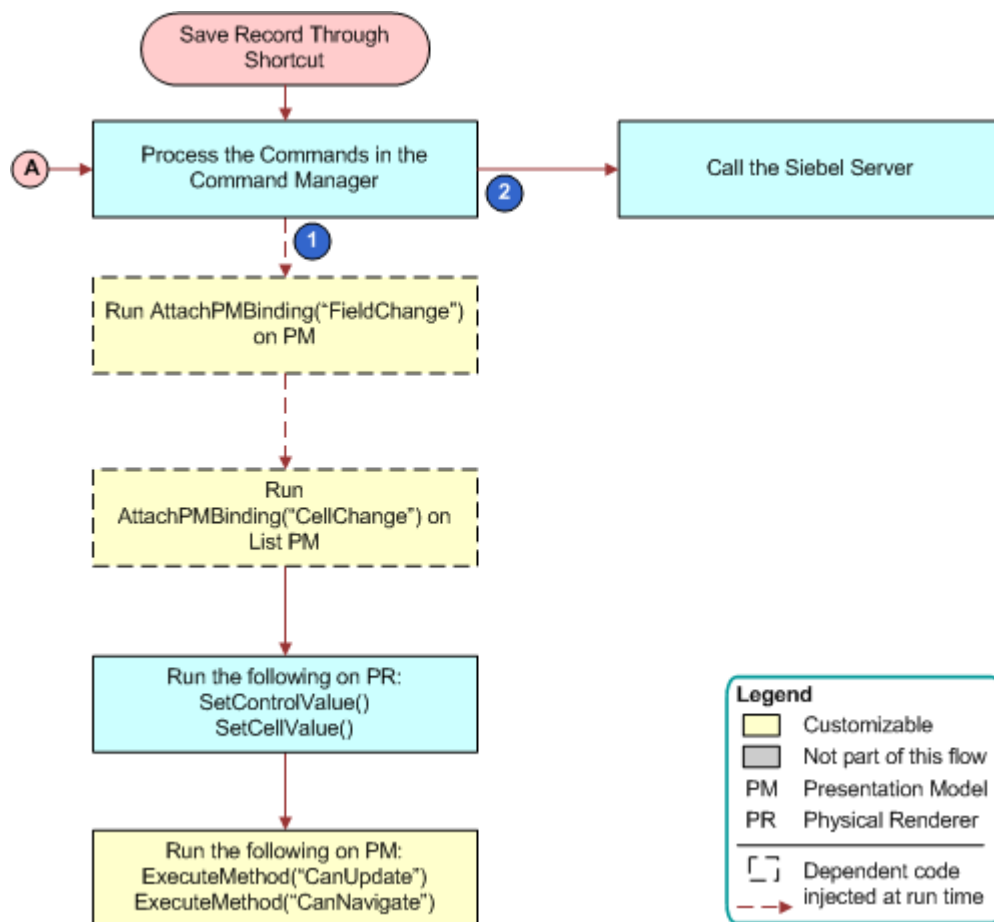 Save Record Through
Shortcut
A
Process the Commands in the
Command Manager
2
Call the Siebel Server
1
Run AttachPMBinding("FieldChange")
on PM
Run
AttachPMBinding("CellChange") on
List PM
Run the following on PR:
SetControlValue()
SetCellValue()
Run the following on PM:
ExecuteMethod("CanUpdate")
ExecuteMethod("CanNavigate")
Legend
Customizable
Not part of this flow
PM Presentation Model
PR Physical Renderer
Dependent code
injected at run time